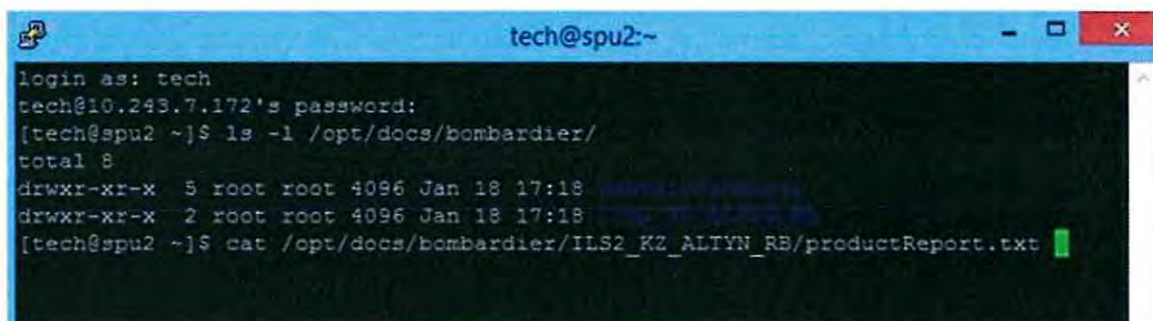 tech@spu2:~
login as: tech
tech@10.243.7.172's password:
[tech@spu2 ~]$ ls -l /opt/docs/bombardier/
total 8
drwxr-xr-x 5 root root 4096 Jan 18 17:18
drwxr-xr-x 2 root root 4096 Jan 18 17:18
[tech@spu2 ~]$ cat /opt/docs/bombardier/ILS2_KZ_ALTYN_RB/productReport.txt